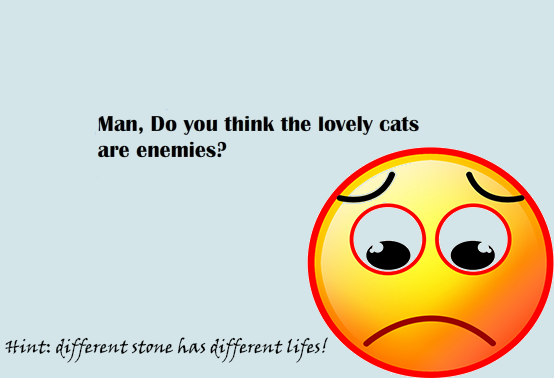 Man, Do you think the lovely cats
are enemies?
Hint: different stone has different lifes!